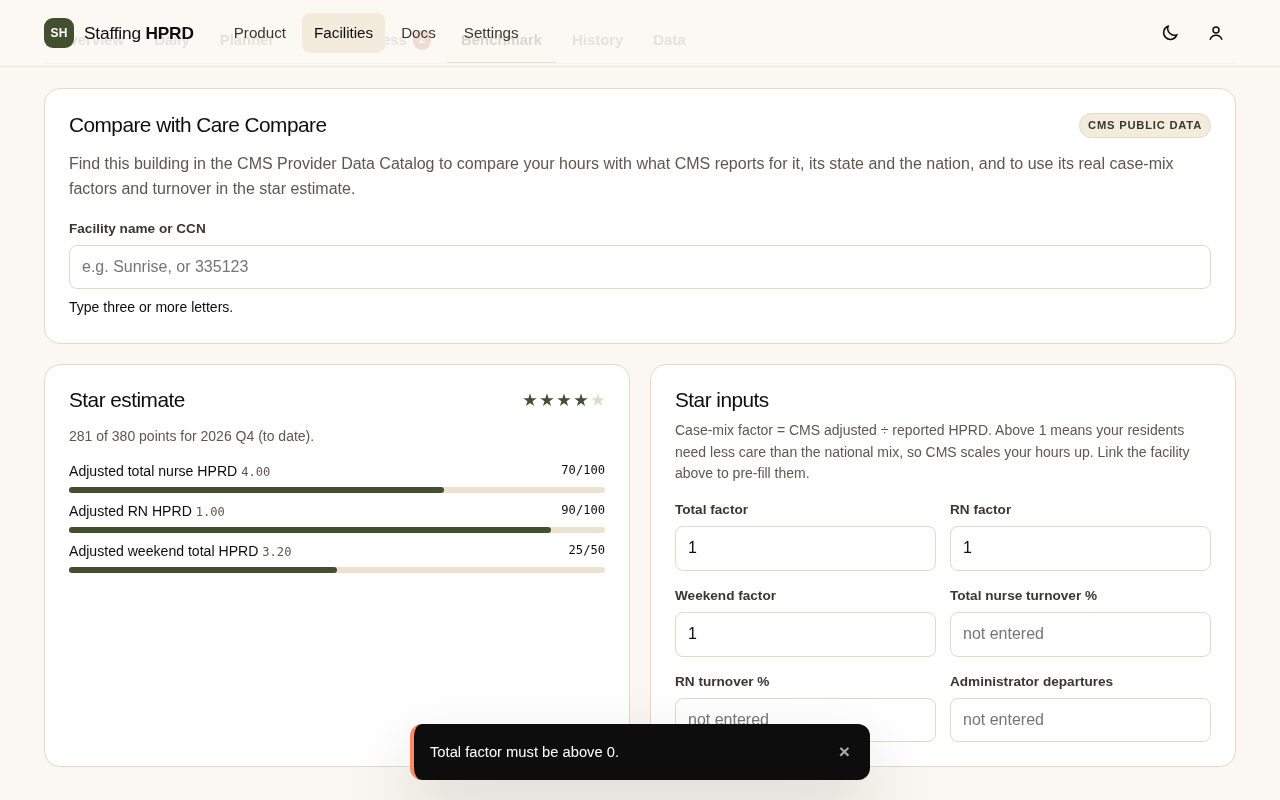 SH Staffing HPRD Product Facilities Docs Settings
Overview Daily Planner ess Benchmark History Data
Compare with Care Compare
CMS PUBLIC DATA
Find this building in the CMS Provider Data Catalog to compare your hours with what CMS reports for it, its state and the nation, and to use its real case-mix
factors and turnover in the star estimate.
Facility name or CCN
e.g. Sunrise, or 335123
Type three or more letters.
Star estimate
★★★★★
281 of 380 points for 2026 Q4 (to date).
Adjusted total nurse HPRD 4.00 70/100
Adjusted RN HPRD 1.00 90/100
Adjusted weekend total HPRD 3.20 25/50
Star inputs
Case-mix factor = CMS adjusted ÷ reported HPRD. Above 1 means your residents
need less care than the national mix, so CMS scales your hours up. Link the facility
above to pre-fill them.
Total factor RN factor
1 1
Weekend factor Total nurse turnover %
1 not entered
RN turnover % Administrator departures
not entered not entered
Total factor must be above 0. ✕